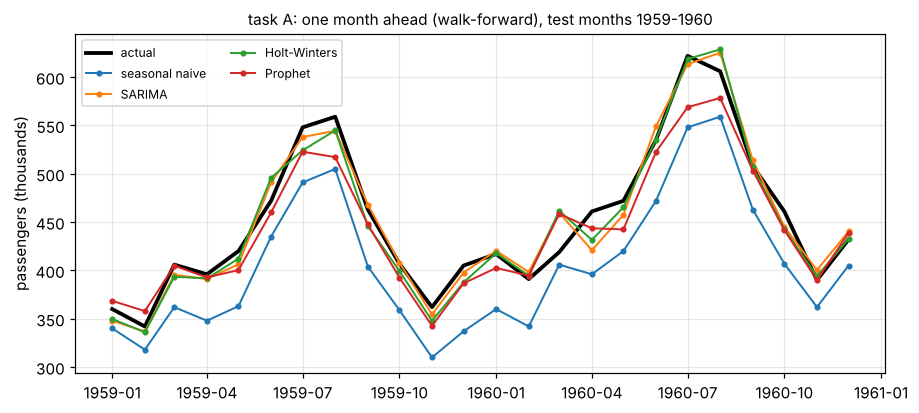 task A: one month ahead (walk-forward), test months 1959-1960
passengers (thousands)
600
550
500
450
400
350
300
actual
seasonal naive
SARIMA
Holt-Winters
Prophet
1959-01
1959-04
1959-07
1959-10
1960-01
1960-04
1960-07
1960-10
1961-01